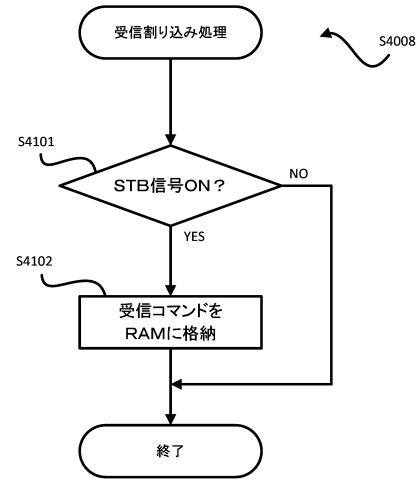 受信割り込み処理
S4008
S4101
STB信号ON？
NO
YES
S4102
受信コマンドを
RAMに格納
終了